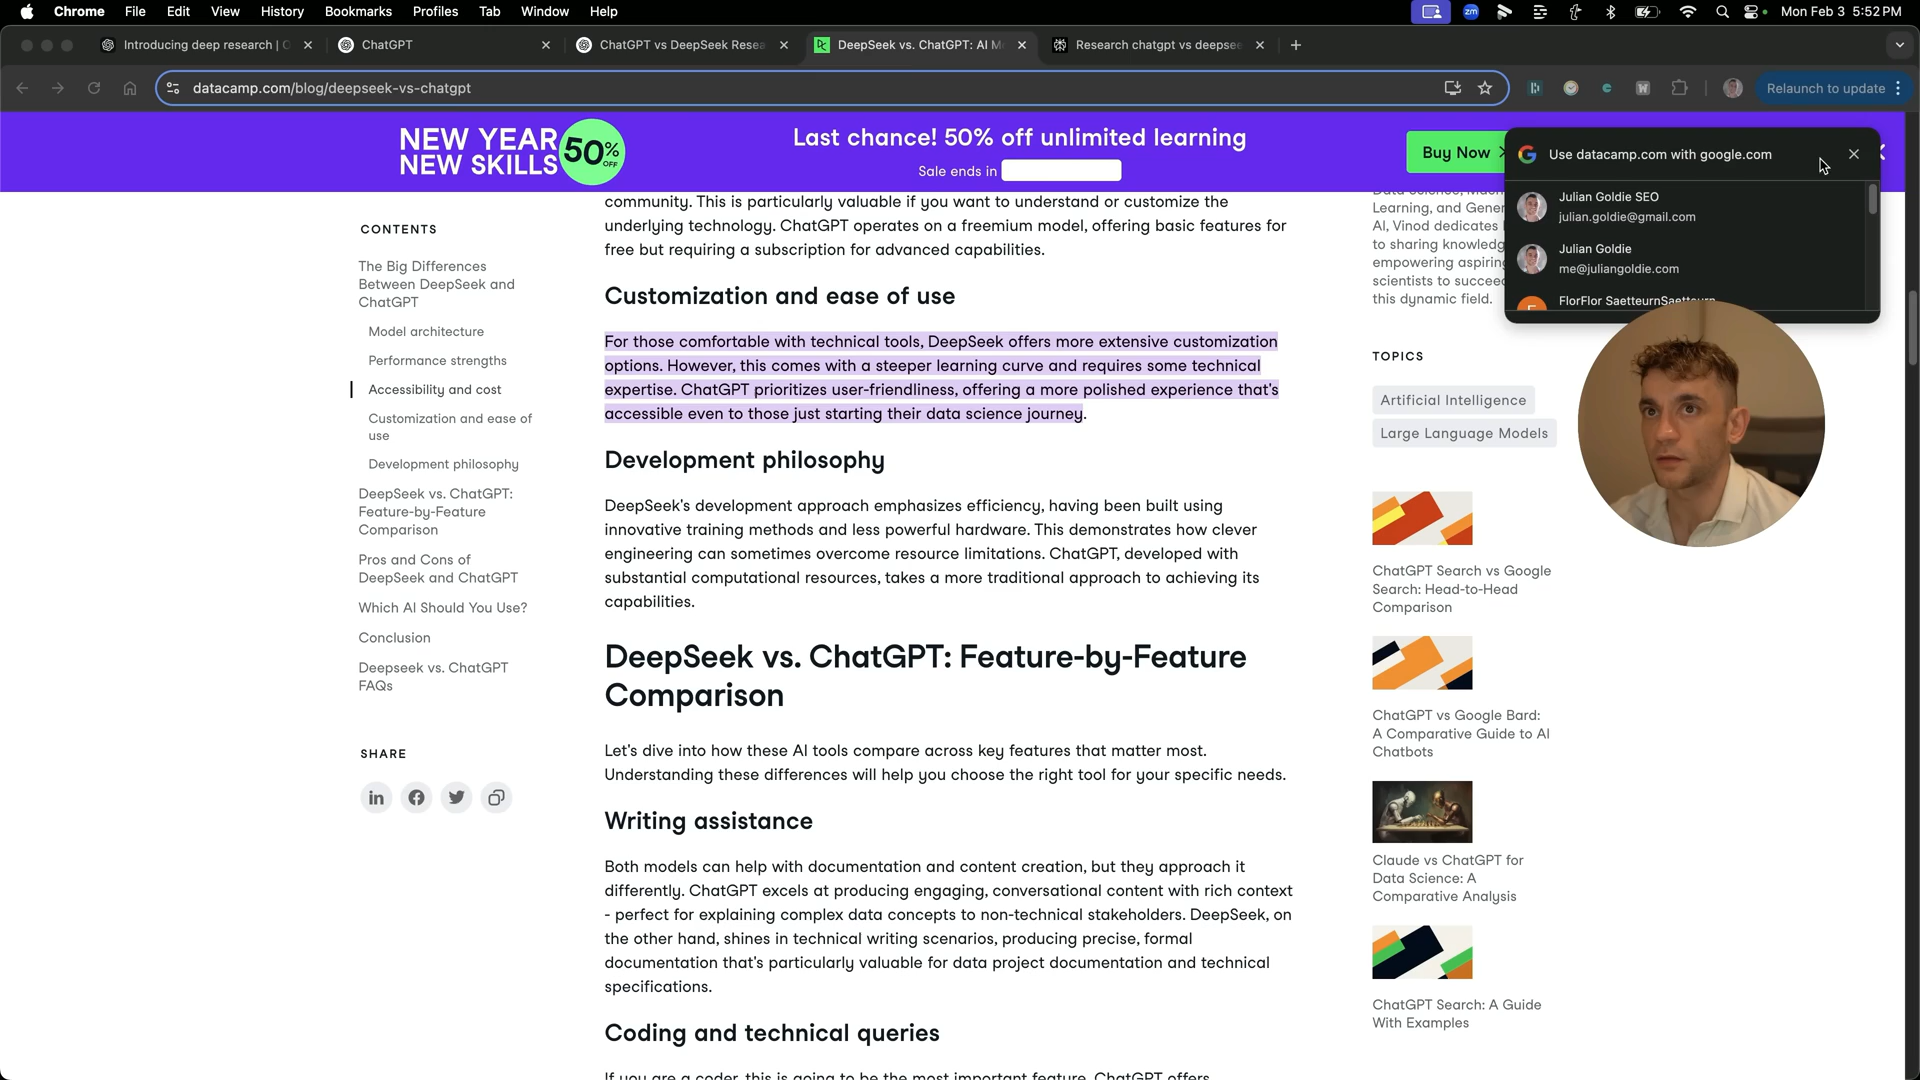 Chrome File Edit View History Bookmarks Profiles Tab Window Help
zm
Mon Feb 3 5:52 PM
Introducing deep research | O
ChatGPT
ChatGPT vs DeepSeek Resea
DeepSeek vs. ChatGPT: AI M
Research chatgpt vs deepsee
datacamp.com/blog/deepseek-vs-chatgpt
Relaunch to update
NEW YEAR
NEW SKILLS
50%
OFF
Last chance! 50% off unlimited learning
Sale ends in
Buy Now
Use datacamp.com with google.com
Julian Goldie SEO
julian.goldie@gmail.com
Julian Goldie
me@juliangoldie.com
FlorFlor SaetteurnSaetteurn
CONTENTS
The Big Differences
Between DeepSeek and
ChatGPT
Model architecture
Performance strengths
Accessibility and cost
Customization and ease of
use
Development philosophy
DeepSeek vs. ChatGPT:
Feature-by-Feature
Comparison
Pros and Cons of
DeepSeek and ChatGPT
Which AI Should You Use?
Conclusion
Deepseek vs. ChatGPT
FAQs
SHARE
community. This is particularly valuable if you want to understand or customize the
underlying technology. ChatGPT operates on a freemium model, offering basic features for
free but requiring a subscription for advanced capabilities.
Customization and ease of use
For those comfortable with technical tools, DeepSeek offers more extensive customization
options. However, this comes with a steeper learning curve and requires some technical
expertise. ChatGPT prioritizes user-friendliness, offering a more polished experience that's
accessible even to those just starting their data science journey.
Development philosophy
DeepSeek's development approach emphasizes efficiency, having been built using
innovative training methods and less powerful hardware. This demonstrates how clever
engineering can sometimes overcome resource limitations. ChatGPT, developed with
substantial computational resources, takes a more traditional approach to achieving its
capabilities.
DeepSeek vs. ChatGPT: Feature-by-Feature
Comparison
Let's dive into how these AI tools compare across key features that matter most.
Understanding these differences will help you choose the right tool for your specific needs.
Writing assistance
Both models can help with documentation and content creation, but they approach it
differently. ChatGPT excels at producing engaging, conversational content with rich context
- perfect for explaining complex data concepts to non-technical stakeholders. DeepSeek, on
the other hand, shines in technical writing scenarios, producing precise, formal
documentation that's particularly valuable for data project documentation and technical
specifications.
Coding and technical queries
If you are a coder, this is going to be the most important feature. ChatGPT offers
Learning, and Gener
AI, Vinod dedicates
to sharing knowledg
empowering aspiring
scientists to succee
this dynamic field.
TOPICS
Artificial Intelligence
Large Language Models
ChatGPT Search vs Google
Search: Head-to-Head
Comparison
ChatGPT vs Google Bard:
A Comparative Guide to AI
Chatbots
Claude vs ChatGPT for
Data Science: A
Comparative Analysis
ChatGPT Search: A Guide
With Examples